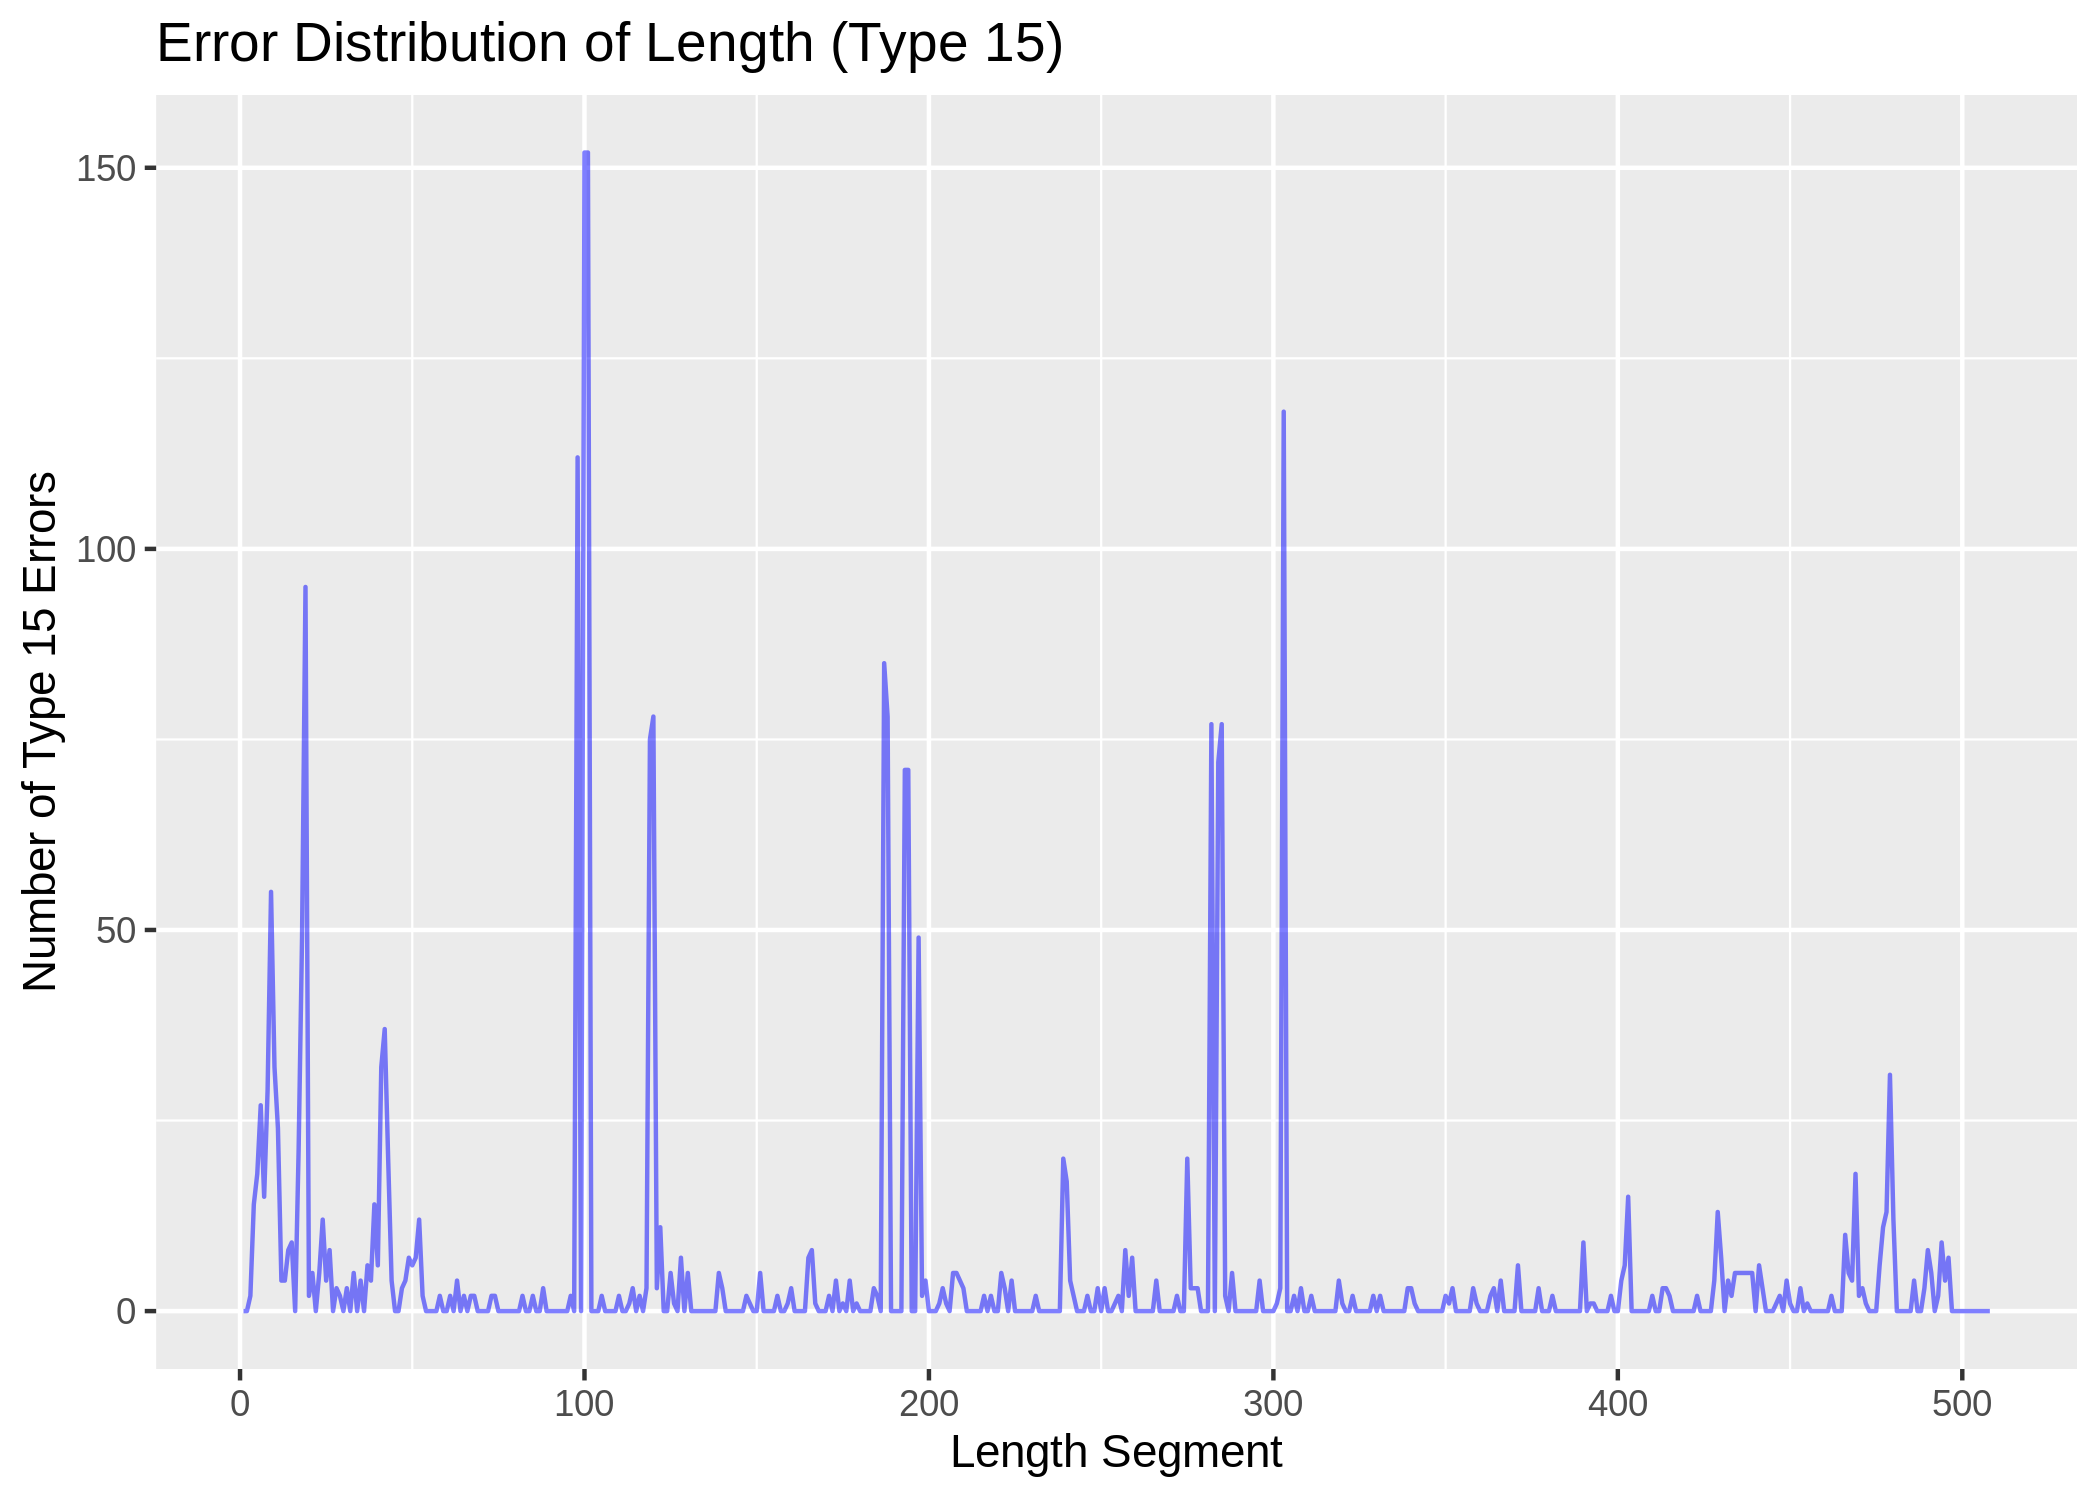 Error Distribution of Length (Type 15)
Number of Type 15 Errors
150
100
50
0
0 100 200 300 400 500
Length Segment